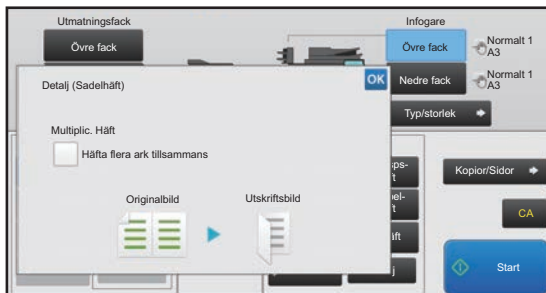 Utmatningsfack
Infogare
Övre fack
Övre fack
Normalt 1
A3
Nedre fack
Normalt 1
A3
Typ/storlek
Detalj (Sadelhäft)
OK
Multiplic. Häft
Häfta flera ark tillsammans
Originalbild
Utskriftsbild
Kopior/Sidor
CA
Start